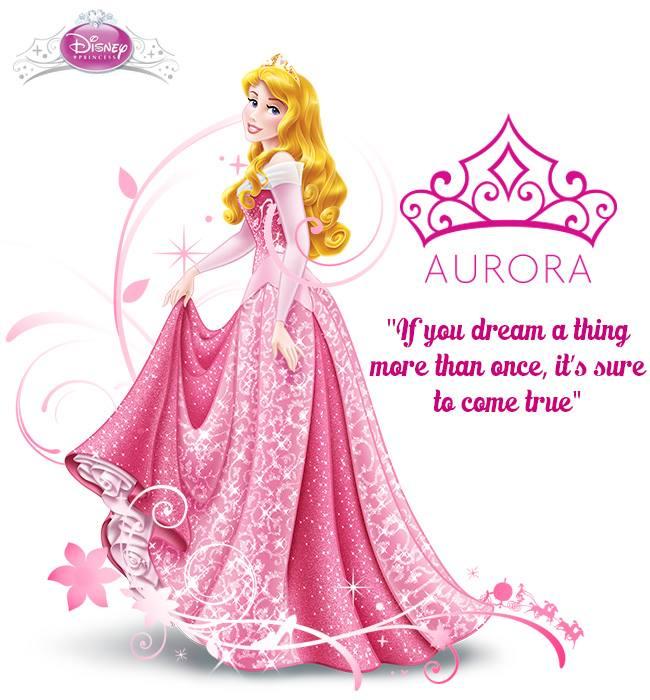 Disney
PRINCESS
AURORA
"If you dream a thing
more than once, it's sure
to come true"